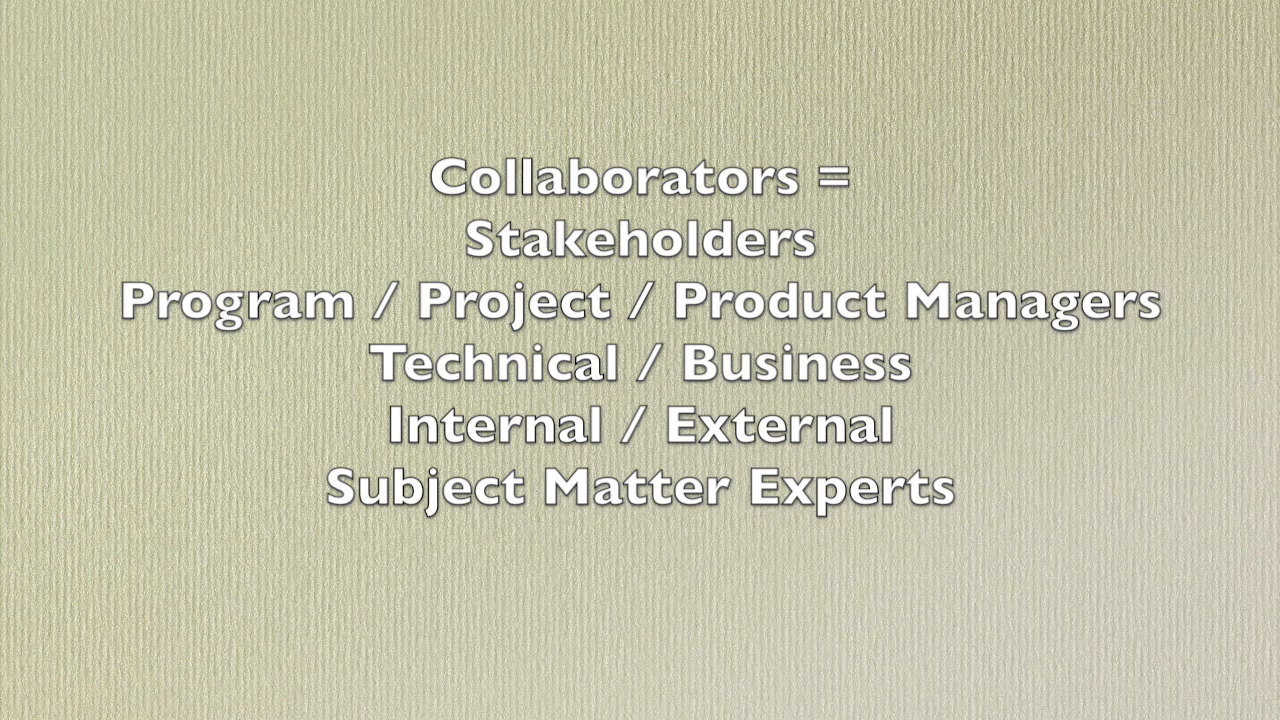 Collaborators =
Stakeholders
Program / Project / Product Managers
Technical / Business
Internal / External
Subject Matter Experts